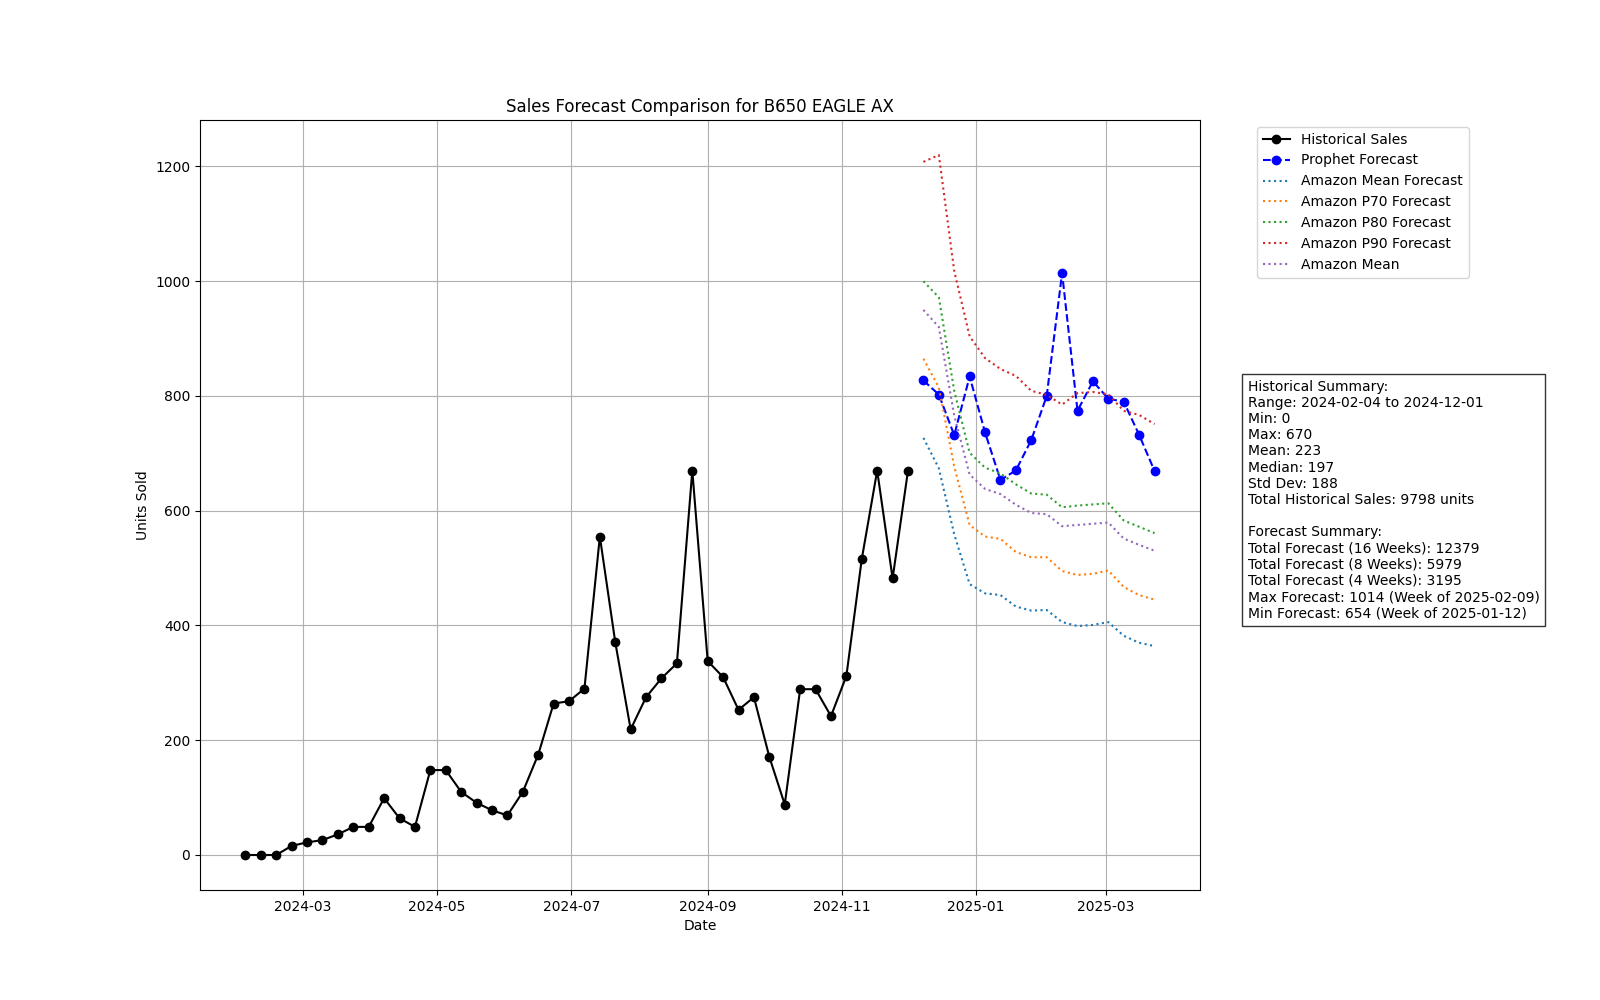 Sales Forecast Comparison for B650 EAGLE AX
Units Sold
1200
1000
800
600
400
200
0
2024-03
2024-05
2024-07
2024-09
2024-11
2025-01
2025-03
Date
Historical Sales
Prophet Forecast
Amazon Mean Forecast
Amazon P70 Forecast
Amazon P80 Forecast
Amazon P90 Forecast
Amazon Mean
Historical Summary:
Range: 2024-02-04 to 2024-12-01
Min: 0
Max: 670
Mean: 223
Median: 197
Std Dev: 188
Total Historical Sales: 9798 units
Forecast Summary:
Total Forecast (16 Weeks): 12379
Total Forecast (8 Weeks): 5979
Total Forecast (4 Weeks): 3195
Max Forecast: 1014 (Week of 2025-02-09)
Min Forecast: 654 (Week of 2025-01-12)